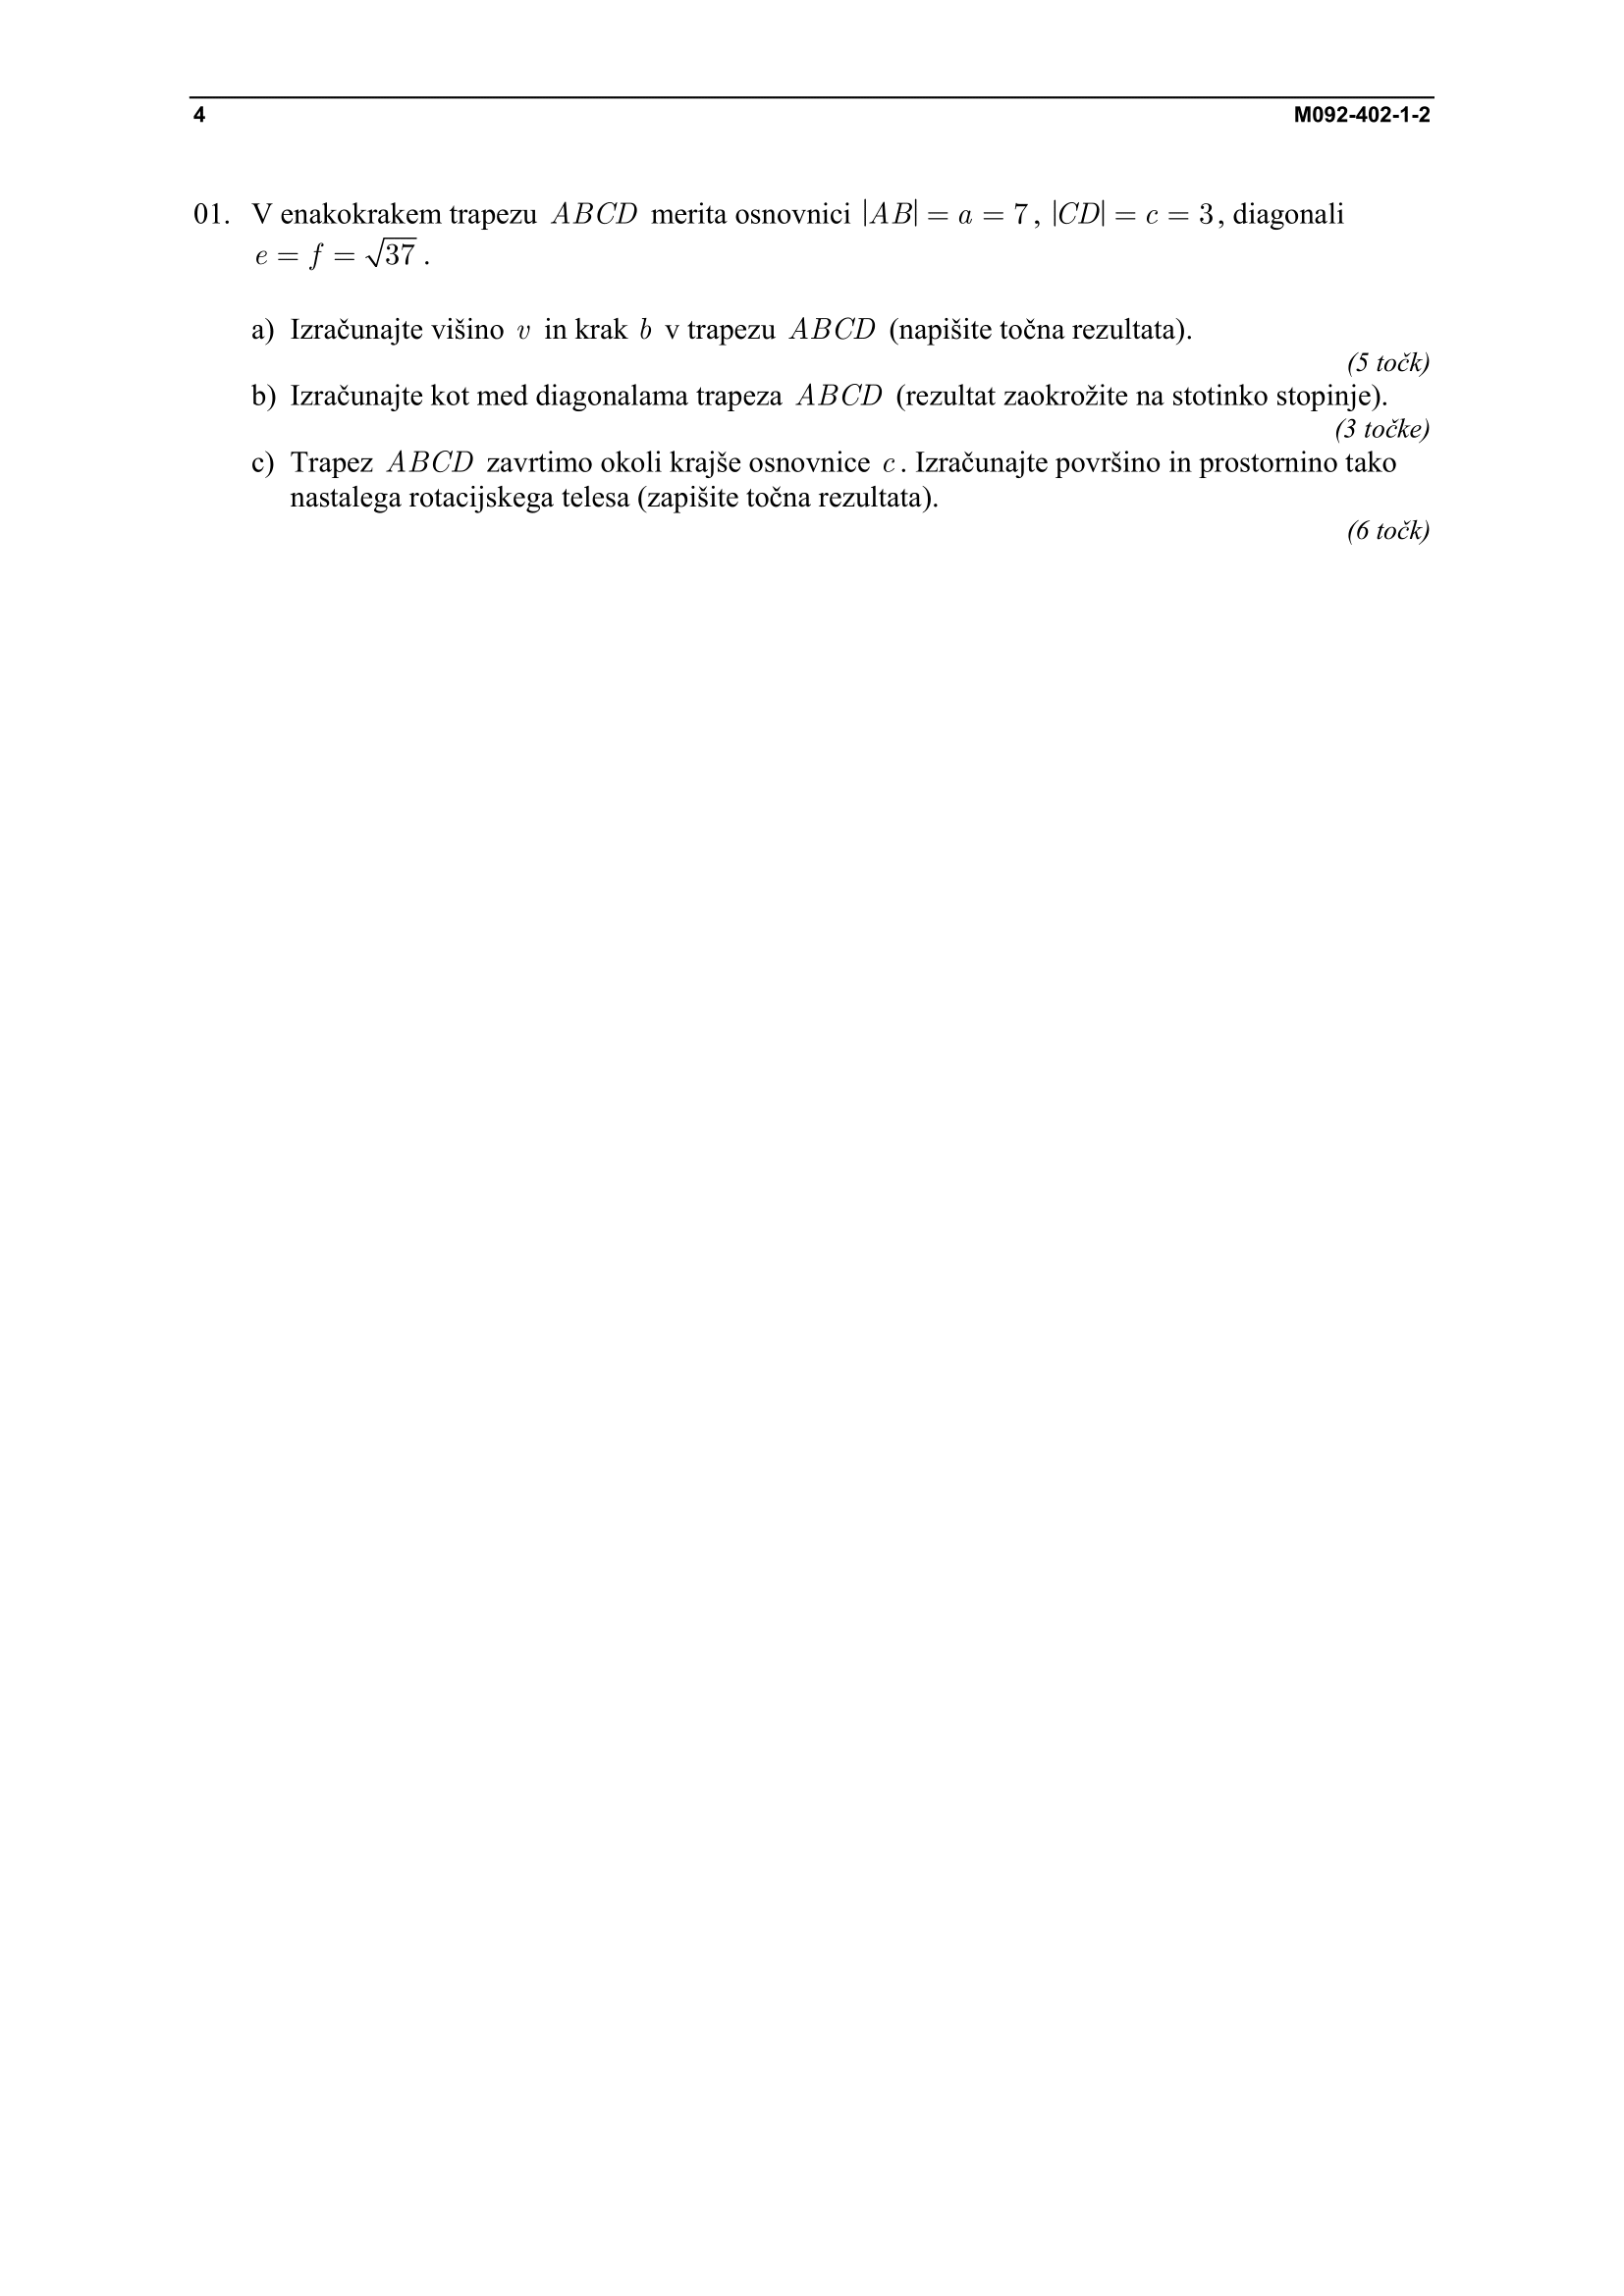 4 M092-402-1-2
01. V enakokrakem trapezu ABCD merita osnovnici |AB| = a = 7, |CD| = c = 3, diagonali
e = f = √37.
a) Izračunajte višino v in krak b v trapezu ABCD (napišite točna rezultata).
(5 točk)
b) Izračunajte kot med diagonalama trapeza ABCD (rezultat zaokrožite na stotinko stopinje).
(3 točke)
c) Trapez ABCD zavrtimo okoli krajše osnovnice c. Izračunajte površino in prostornino tako
nastalega rotacijskega telesa (zapišite točna rezultata).
(6 točk)